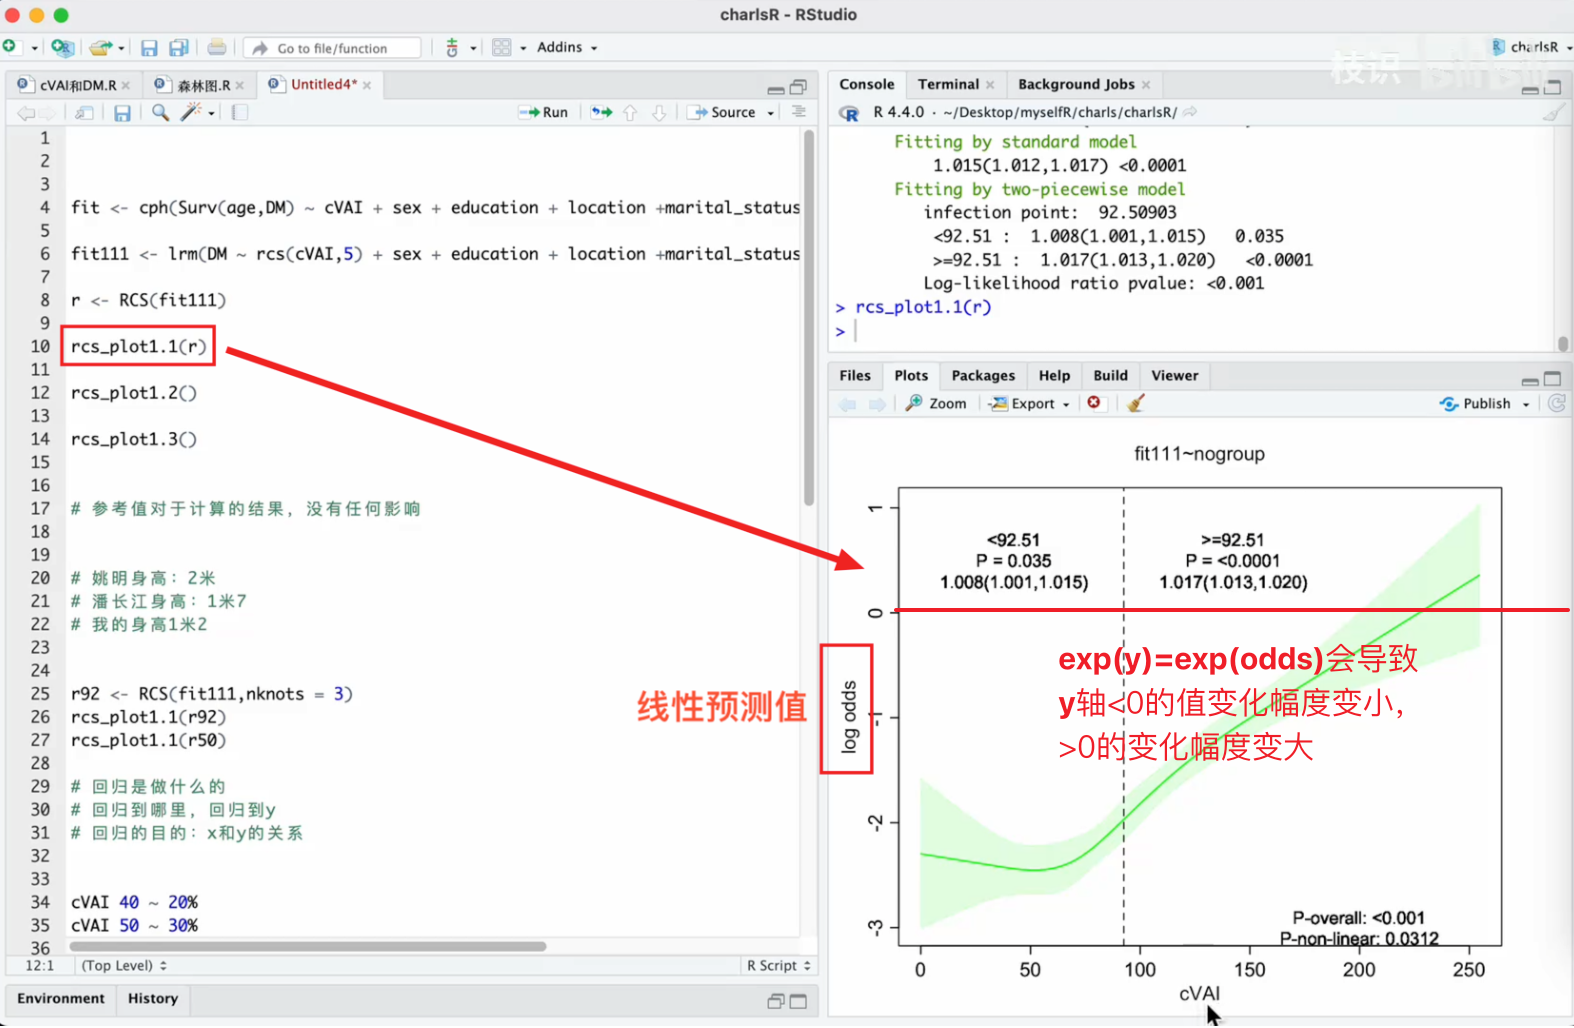 charlsR - RStudio
Go to file/function
Addins
charlsR
枝识
bilibili
cVAI和DM.R
森林图.R
Untitled4*
Run
Source
1
2
3
4 fit <- cph(Surv(age,DM) ~ cVAI + sex + education + location +marital_status
5
6 fit111 <- lrm(DM ~ rcs(cVAI,5) + sex + education + location +marital_status
7
8 r <- RCS(fit111)
9
10 rcs_plot1.1(r)
11
12 rcs_plot1.2()
13
14 rcs_plot1.3()
15
16
17 # 参考值对于计算的结果，没有任何影响
18
19
20 # 姚明身高：2米
21 # 潘长江身高：1米7
22 # 我的身高1米2
23
24
25 r92 <- RCS(fit111,nknots = 3)
26 rcs_plot1.1(r92)
27 rcs_plot1.1(r50)
28
29 # 回归是做什么的
30 # 回归到哪里，回归到y
31 # 回归的目的：x和y的关系
32
33
34 cVAI 40 ~ 20%
35 cVAI 50 ~ 30%
36
12:1 (Top Level) R Script
Environment History
Console Terminal Background Jobs
R 4.4.0 · ~/Desktop/myselfR/charls/charlsR/
Fitting by standard model
1.015(1.012,1.017) <0.0001
Fitting by two-piecewise model
infection point: 92.50903
<92.51 : 1.008(1.001,1.015) 0.035
>=92.51 : 1.017(1.013,1.020) <0.0001
Log-likelihood ratio pvalue: <0.001
> rcs_plot1.1(r)
>
Files Plots Packages Help Build Viewer
Zoom Export Publish
fit111~nogroup
<92.51
P = 0.035
1.008(1.001,1.015)
>=92.51
P = <0.0001
1.017(1.013,1.020)
1
0
-1
-2
-3
log odds
线性预测值
exp(y)=exp(odds)会导致
y轴<0的值变化幅度变小，
>0的变化幅度变大
P-overall: <0.001
P-non-linear: 0.0312
0 50 100 150 200 250
cVAI